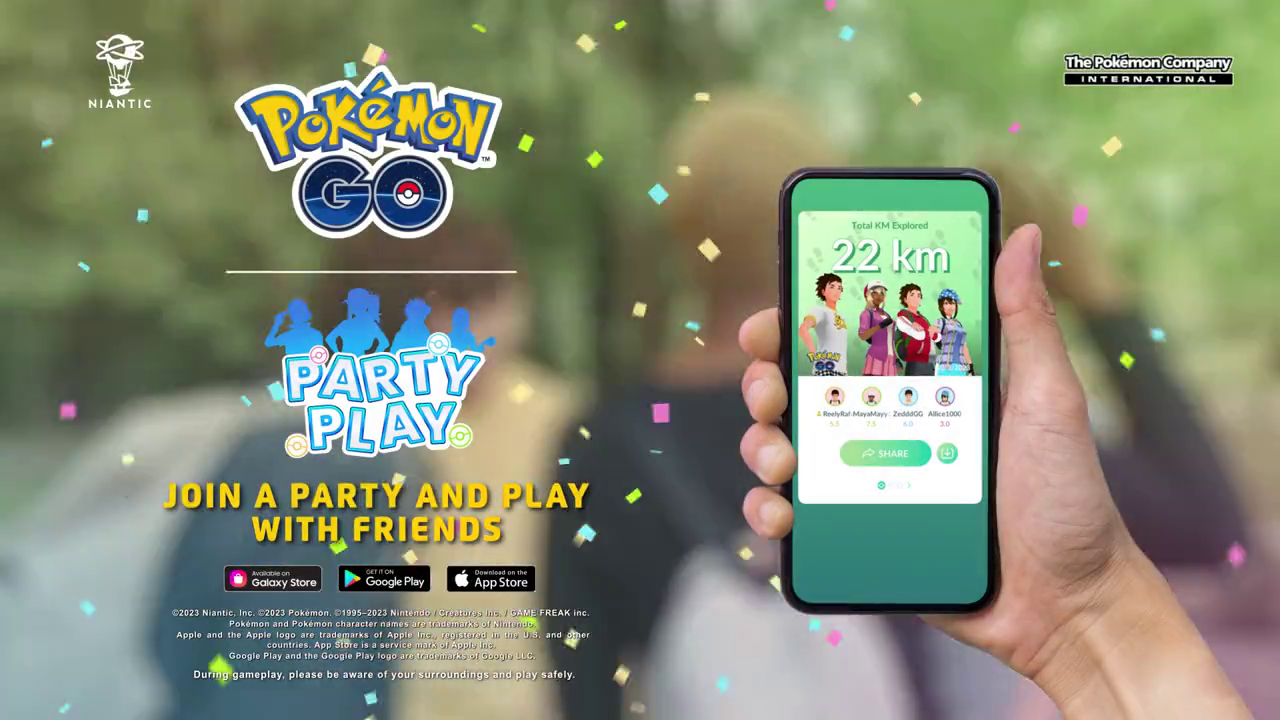 NIANTIC
The Pokémon Company
INTERNATIONAL
POKÉMON
™
GO
PARTY
PLAY
JOIN A PARTY AND PLAY
WITH FRIENDS
Available on
Galaxy Store
GET IT ON
Google Play
Download on the
App Store
©2023 Niantic, Inc. ©2023 Pokémon. ©1995–2023 Nintendo / Creatures Inc. / GAME FREAK inc.
Pokémon and Pokémon character names are trademarks of Nintendo.
Apple and the Apple logo are trademarks of Apple Inc., registered in the U.S. and other
countries. App Store is a service mark of Apple Inc.
Google Play and the Google Play logo are trademarks of Google LLC.
During gameplay, please be aware of your surroundings and play safely.
Total KM Explored
22 km
POKÉMON
GO
ReelyRaf MayaMayy ZedddGG Allice1000
5.5 7.5 6.0 3.0
SHARE